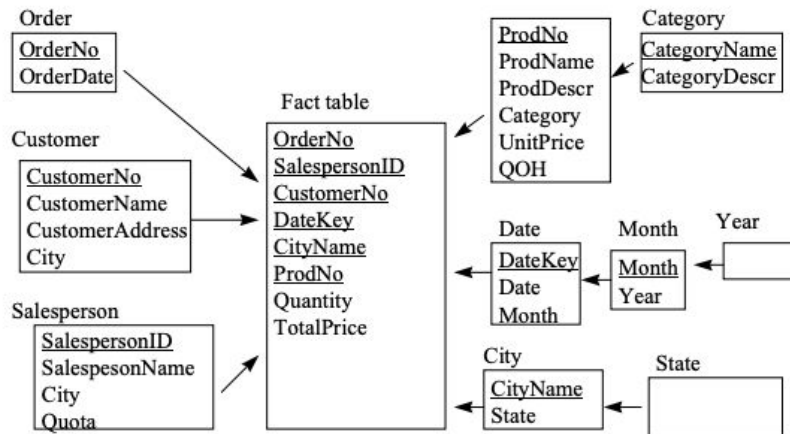 Order
OrderNo
OrderDate
Customer
CustomerNo
CustomerName
CustomerAddress
City
Salesperson
SalespersonID
SalespesonName
City
Quota
Fact table
OrderNo
SalespersonID
CustomerNo
DateKey
CityName
ProdNo
Quantity
TotalPrice
ProdNo
ProdName
ProdDescr
Category
UnitPrice
QOH
Category
CategoryName
CategoryDescr
Date
DateKey
Date
Month
Month
Month
Year
Year
City
CityName
State
State